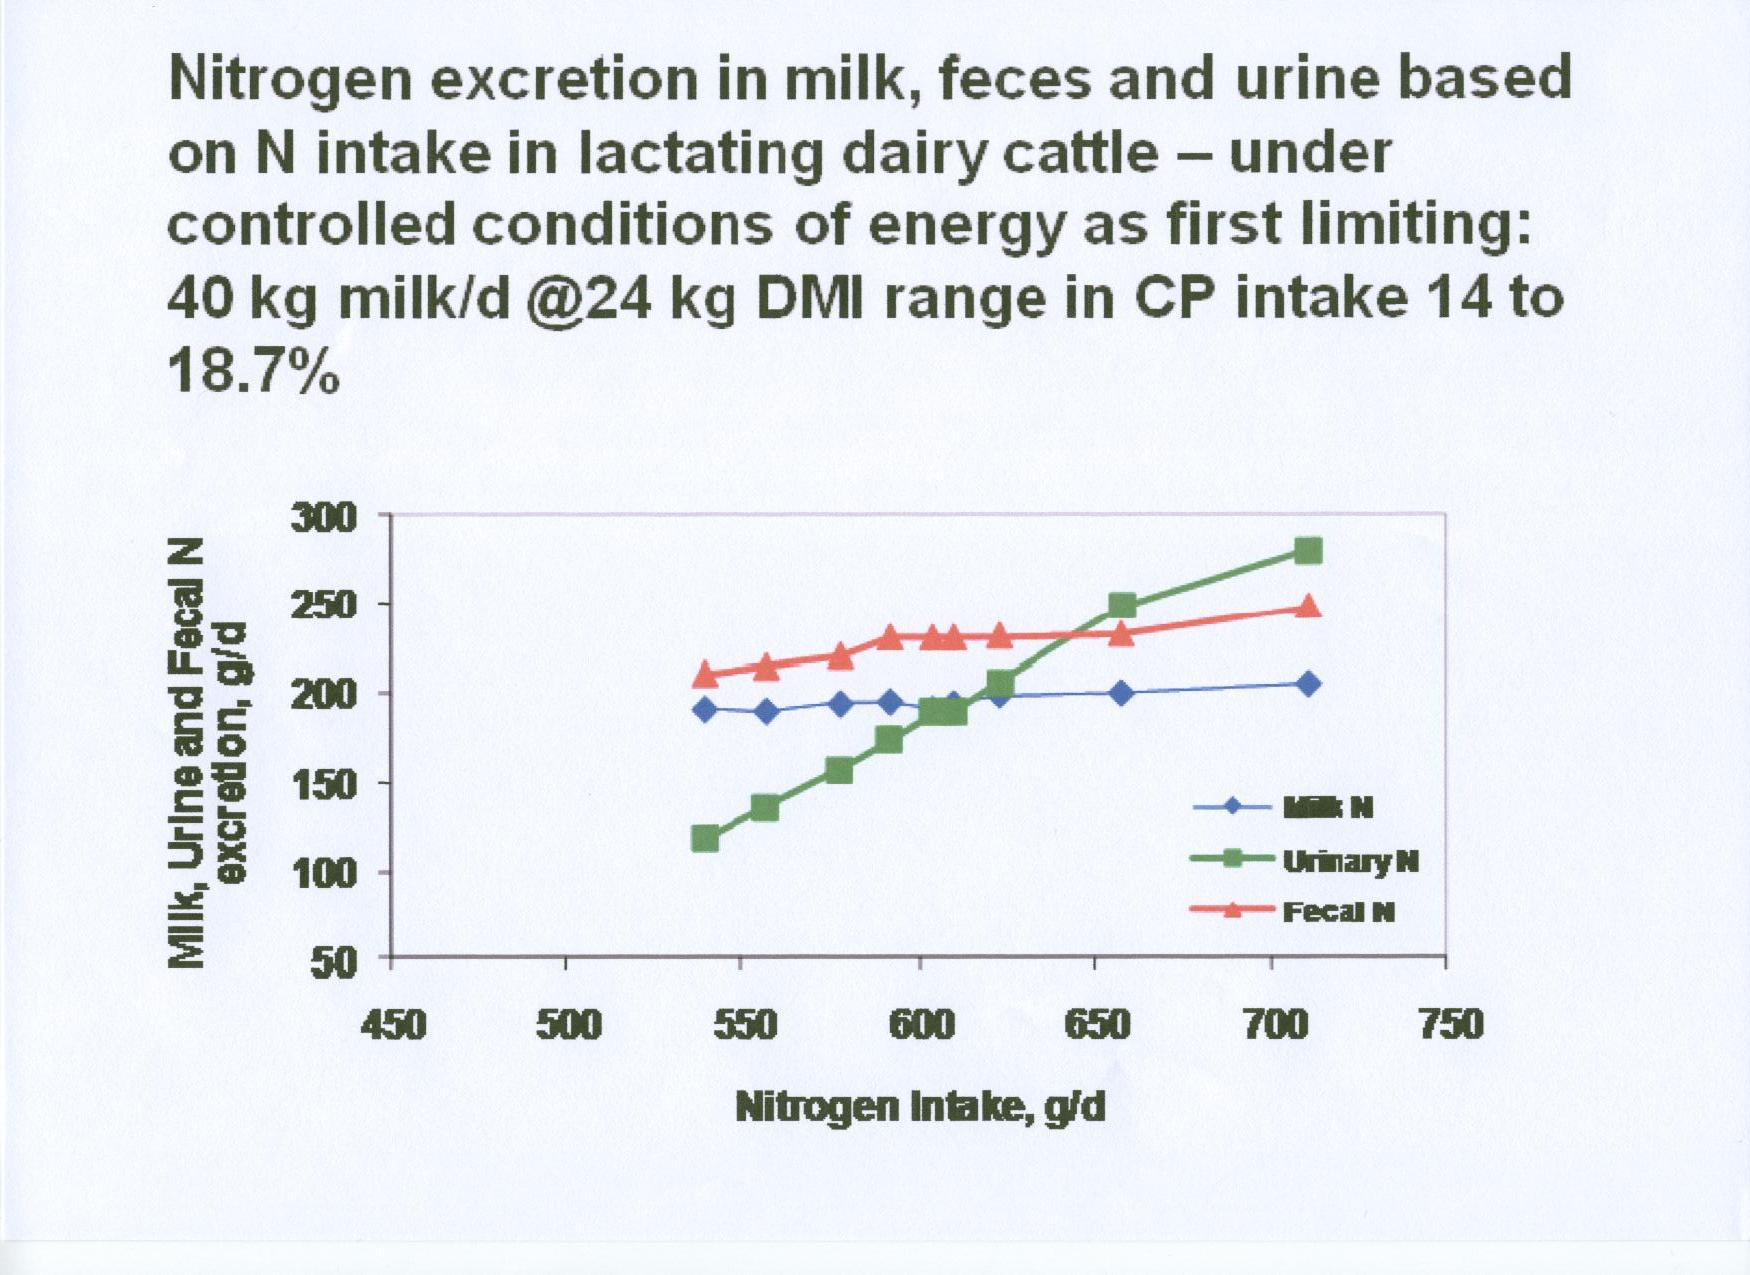 Nitrogen excretion in milk, feces and urine based
on N intake in lactating dairy cattle – under
controlled conditions of energy as first limiting:
40 kg milk/d @24 kg DMI range in CP intake 14 to
18.7%
Milk, Urine and Fecal N
excretion, g/d
300
250
200
150
100
50
450 500 550 600 650 700 750
Nitrogen Intake, g/d
Milk N
Urinary N
Fecal N